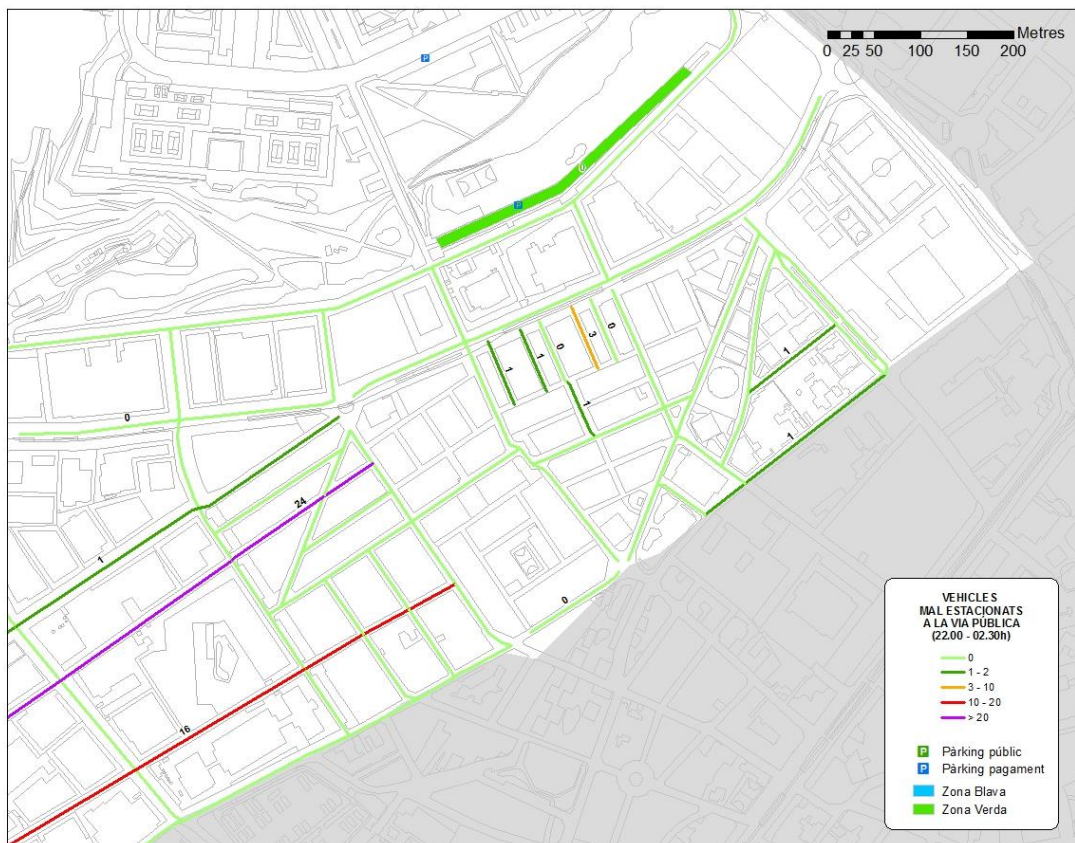 Metres
0 25 50 100 150 200
P
P
3
0
0
1
1
1
1
0
1
24
1
0
16
VEHICLES
MAL ESTACIONATS
A LA VIA PÚBLICA
(22.00 - 02.30h)
0
1 - 2
3 - 10
10 - 20
> 20
P Pàrking públic
P Pàrking pagament
Zona Blava
Zona Verda